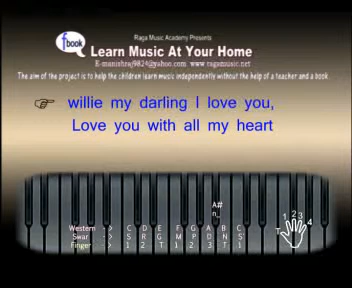 Raga Music Academy Presents
fbook
Learn Music At Your Home
E-manishraj9824@yahoo.com www.ragamusic.net
The aim of the project is to help the children learn music independently without the help of a teacher and a book
willie my darling I love you,
Love you with all my heart
A#
n_
Western -> C D E F G A B C
Swar -> S R G M P D N S'
Finger -> 1 2 T 1 2 3 T 1
T 1 2 3 4